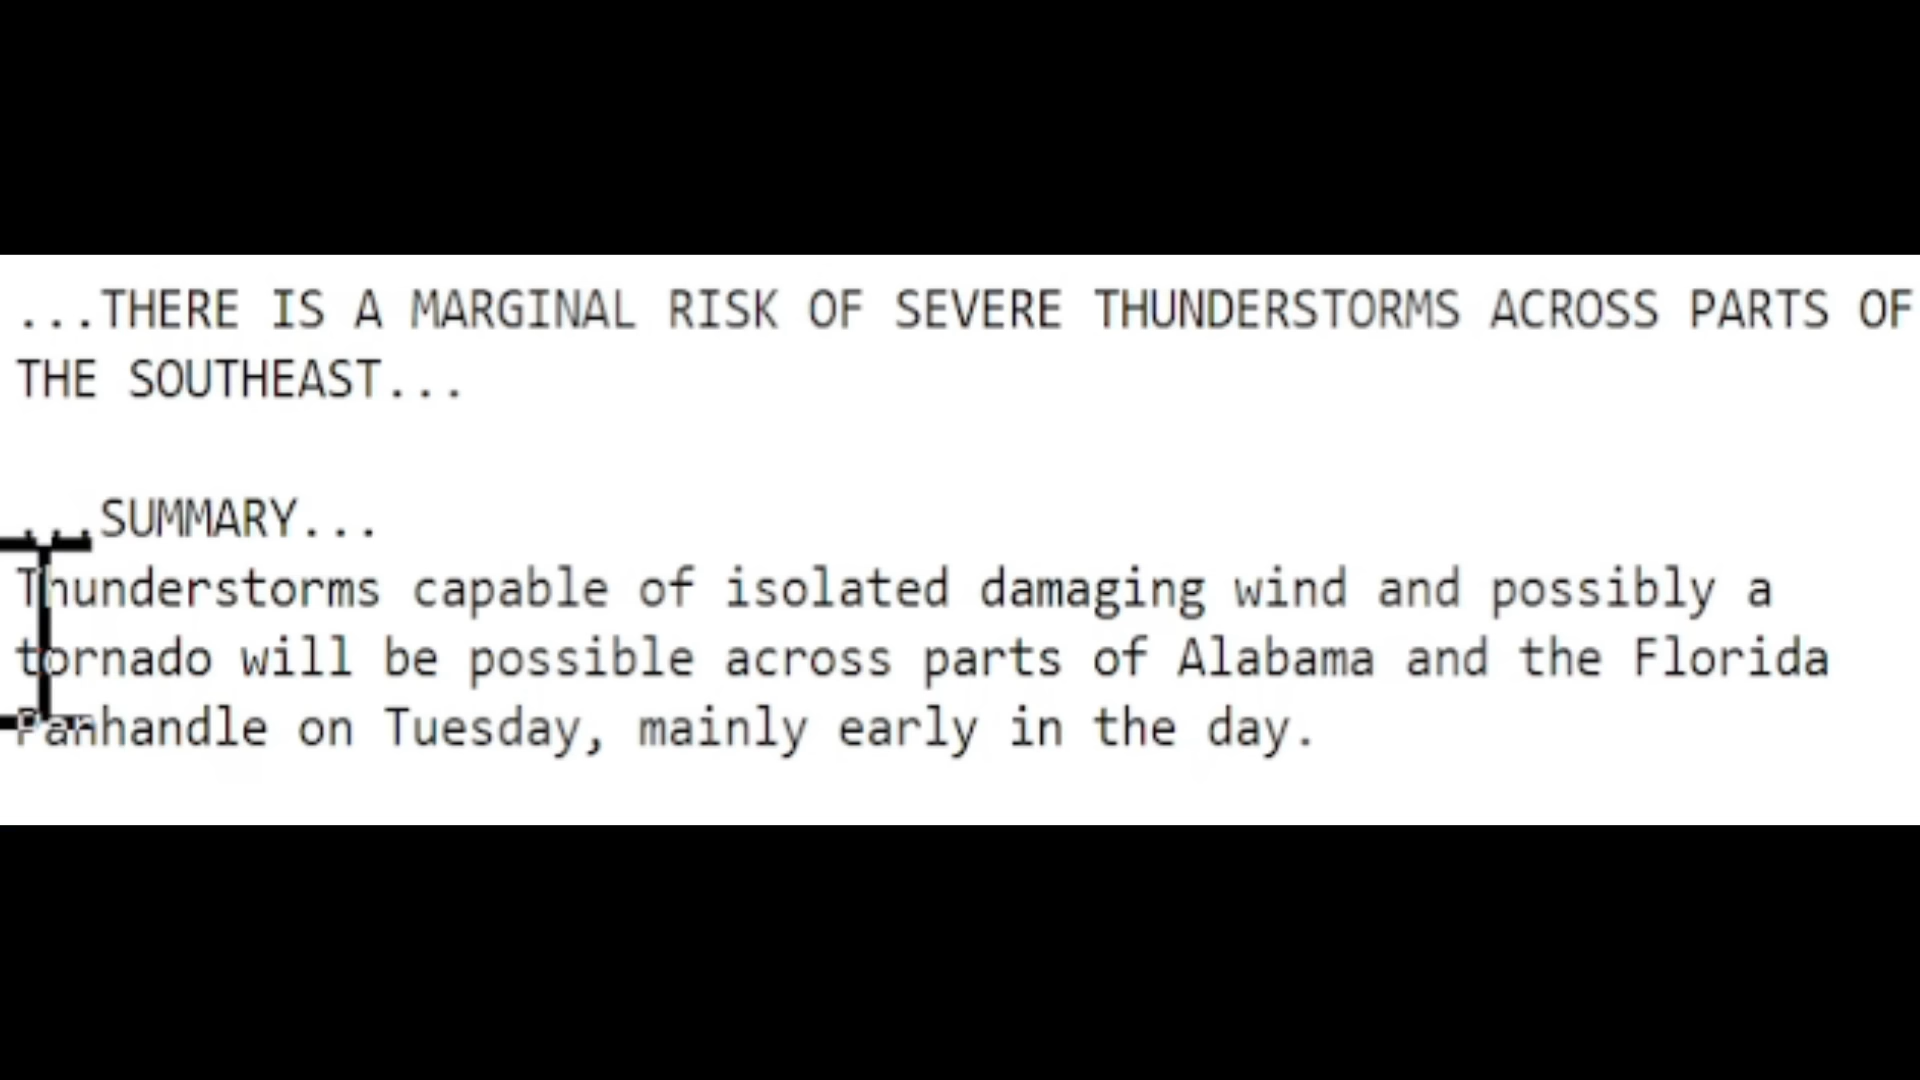 ...THERE IS A MARGINAL RISK OF SEVERE THUNDERSTORMS ACROSS PARTS OF
THE SOUTHEAST...
...SUMMARY...
Thunderstorms capable of isolated damaging wind and possibly a
tornado will be possible across parts of Alabama and the Florida
Panhandle on Tuesday, mainly early in the day.